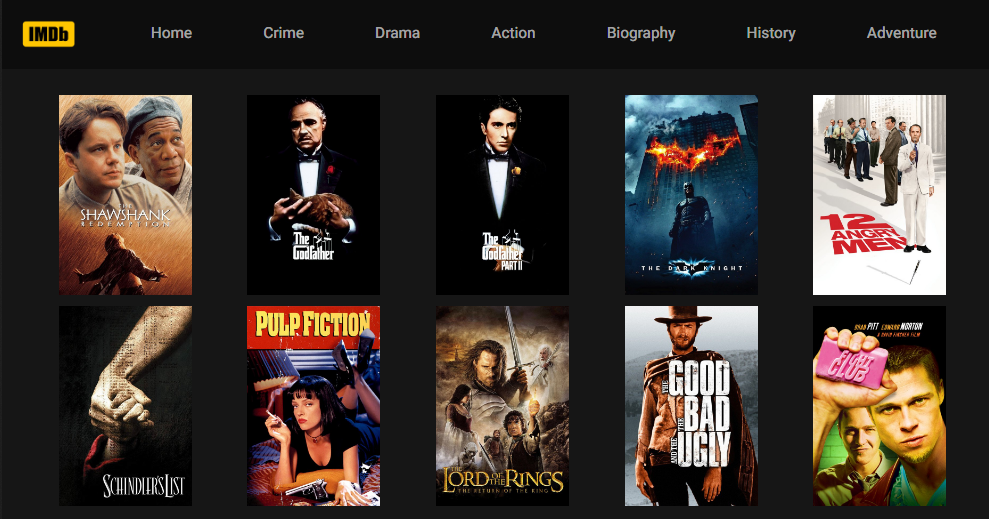 IMDb
Home
Crime
Drama
Action
Biography
History
Adventure
THE
SHAWSHANK
REDEMPTION
The
Godfather
The
Godfather
PART II
THE DARK KNIGHT
12
ANGRY
MEN
SCHINDLER'S LIST
PULP FICTION
THE
LORD OF THE RINGS
THE RETURN OF THE KING
THE GOOD
THE BAD
AND THE UGLY
BRAD PITT EDWARD NORTON
A DAVID FINCHER FILM
FIGHT
CLUB